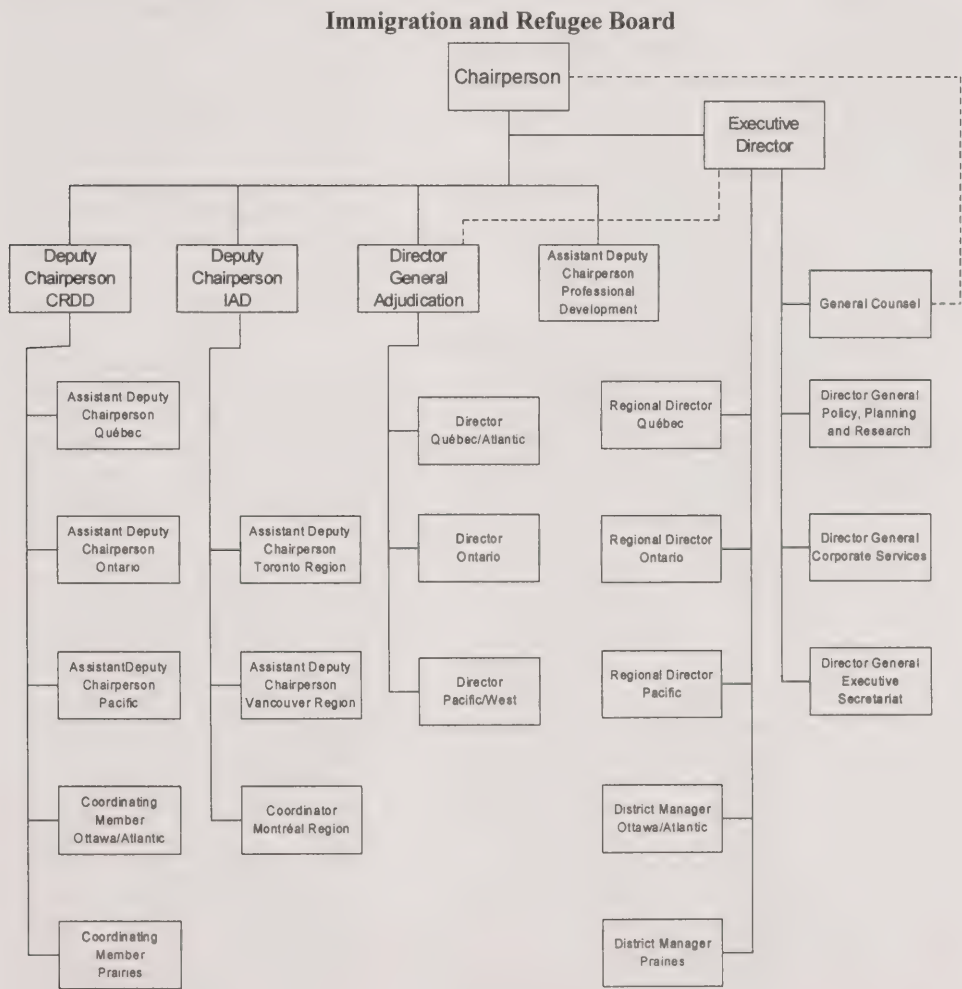 Immigration and Refugee Board
Chairperson
Executive
Director
Deputy
Chairperson
CRDD
Deputy
Chairperson
IAD
Director
General
Adjudication
Assistant Deputy
Chairperson
Professional
Development
General Counsel
Assistant Deputy
Chairperson
Québec
Director
Québec/Atlantic
Regional Director
Québec
Director General
Policy, Planning
and Research
Assistant Deputy
Chairperson
Ontario
Assistant Deputy
Chairperson
Toronto Region
Director
Ontario
Regional Director
Ontario
Director General
Corporate Services
AssistantDeputy
Chairperson
Pacific
Assistant Deputy
Chairperson
Vancouver Region
Director
Pacific/West
Regional Director
Pacific
Director General
Executive
Secretariat
Coordinating
Member
Ottawa/Atlantic
Coordinator
Montréal Region
District Manager
Ottawa/Atlantic
Coordinating
Member
Prairies
District Manager
Prairies